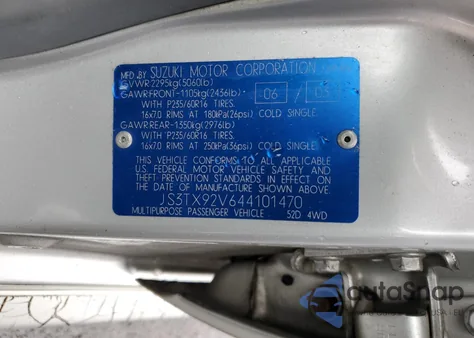 MFD. BY SUZUKI MOTOR CORPORATION
GVWR:2295kg(5060lb)
GAWR:FRONT-1105kg(2436lb)- 06 / 03
WITH P235/60R16 TIRES,
16x7.0 RIMS AT 180kPa(26psi) COLD SINGLE
GAWR:REAR-1350kg(2976lb)
WITH P235/60R16 TIRES,
16x7.0 RIMS AT 250kPa(36psi) COLD SINGLE
THIS VEHICLE CONFORMS TO ALL APPLICABLE
U.S. FEDERAL MOTOR VEHICLE SAFETY AND
THEFT PREVENTION STANDARDS IN EFFECT ON
THE DATE OF MANUFACTURE SHOWN ABOVE.
JS3TX92V644101470
MULTIPURPOSE PASSENGER VEHICLE 52D 4WD
autoSnap